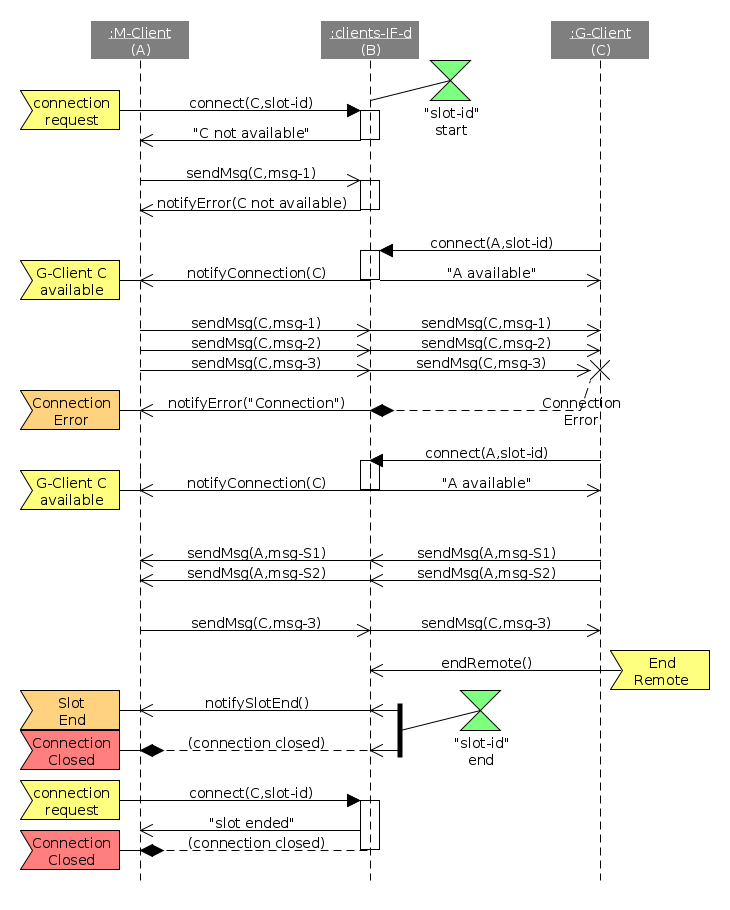 :M-Client
(A)
:clients-IF-d
(B)
:G-Client
(C)
connection
request
connect(C,slot-id)
"slot-id"
start
"C not available"
sendMsg(C,msg-1)
notifyError(C not available)
connect(A,slot-id)
G-Client C
available
notifyConnection(C)
"A available"
sendMsg(C,msg-1)
sendMsg(C,msg-1)
sendMsg(C,msg-2)
sendMsg(C,msg-2)
sendMsg(C,msg-3)
sendMsg(C,msg-3)
Connection
Error
notifyError("Connection")
Connection
Error
connect(A,slot-id)
G-Client C
available
notifyConnection(C)
"A available"
sendMsg(A,msg-S1)
sendMsg(A,msg-S1)
sendMsg(A,msg-S2)
sendMsg(A,msg-S2)
sendMsg(C,msg-3)
sendMsg(C,msg-3)
endRemote()
End
Remote
Slot
End
notifySlotEnd()
"slot-id"
end
Connection
Closed
(connection closed)
connection
request
connect(C,slot-id)
"slot ended"
Connection
Closed
(connection closed)